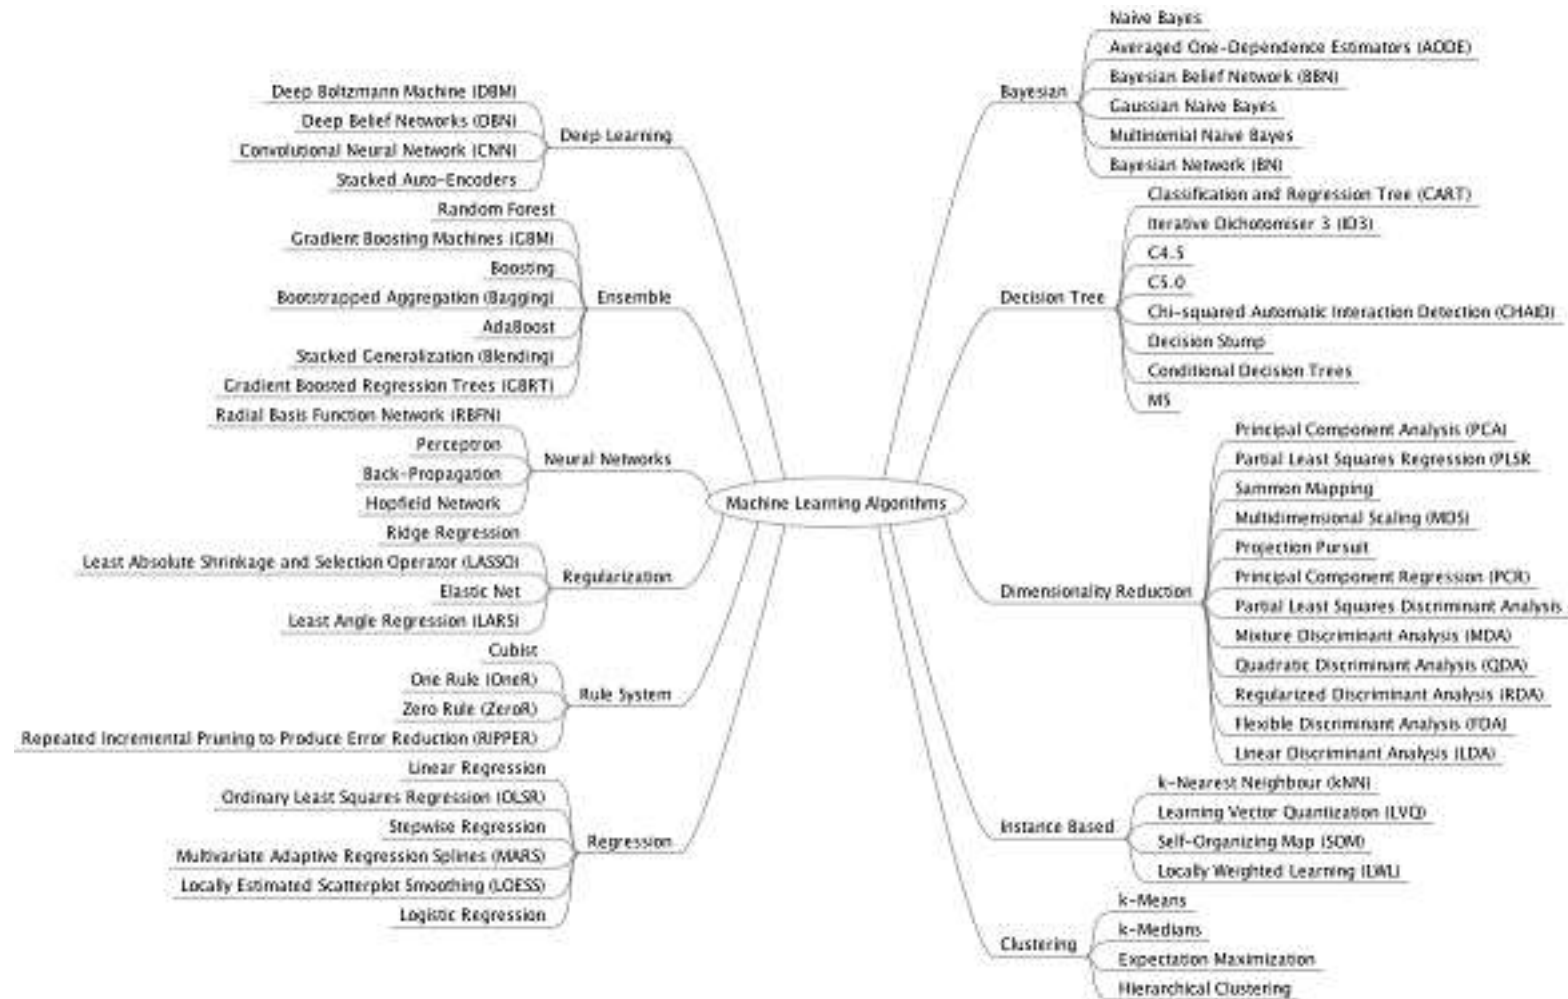 Machine Learning Algorithms
Deep Learning
Deep Boltzmann Machine (DBM)
Deep Belief Networks (DBN)
Convolutional Neural Network (CNN)
Stacked Auto-Encoders
Ensemble
Random Forest
Gradient Boosting Machines (GBM)
Boosting
Bootstrapped Aggregation (Bagging)
AdaBoost
Stacked Generalization (Blending)
Gradient Boosted Regression Trees (GBRT)
Neural Networks
Radial Basis Function Network (RBFN)
Perceptron
Back-Propagation
Hopfield Network
Regularization
Ridge Regression
Least Absolute Shrinkage and Selection Operator (LASSO)
Elastic Net
Least Angle Regression (LARS)
Rule System
Cubist
One Rule (OneR)
Zero Rule (ZeroR)
Repeated Incremental Pruning to Produce Error Reduction (RIPPER)
Regression
Linear Regression
Ordinary Least Squares Regression (OLSR)
Stepwise Regression
Multivariate Adaptive Regression Splines (MARS)
Locally Estimated Scatterplot Smoothing (LOESS)
Logistic Regression
Bayesian
Naive Bayes
Averaged One-Dependence Estimators (AODE)
Bayesian Belief Network (BBN)
Gaussian Naive Bayes
Multinomial Naive Bayes
Bayesian Network (BN)
Decision Tree
Classification and Regression Tree (CART)
Iterative Dichotomiser 3 (ID3)
C4.5
C5.0
Chi-squared Automatic Interaction Detection (CHAID)
Decision Stump
Conditional Decision Trees
M5
Dimensionality Reduction
Principal Component Analysis (PCA)
Partial Least Squares Regression (PLSR
Sammon Mapping
Multidimensional Scaling (MDS)
Projection Pursuit
Principal Component Regression (PCR)
Partial Least Squares Discriminant Analysis
Mixture Discriminant Analysis (MDA)
Quadratic Discriminant Analysis (QDA)
Regularized Discriminant Analysis (RDA)
Flexible Discriminant Analysis (FDA)
Linear Discriminant Analysis (LDA)
Instance Based
k-Nearest Neighbour (kNN)
Learning Vector Quantization (LVQ)
Self-Organizing Map (SOM)
Locally Weighted Learning (LWL)
Clustering
k-Means
k-Medians
Expectation Maximization
Hierarchical Clustering